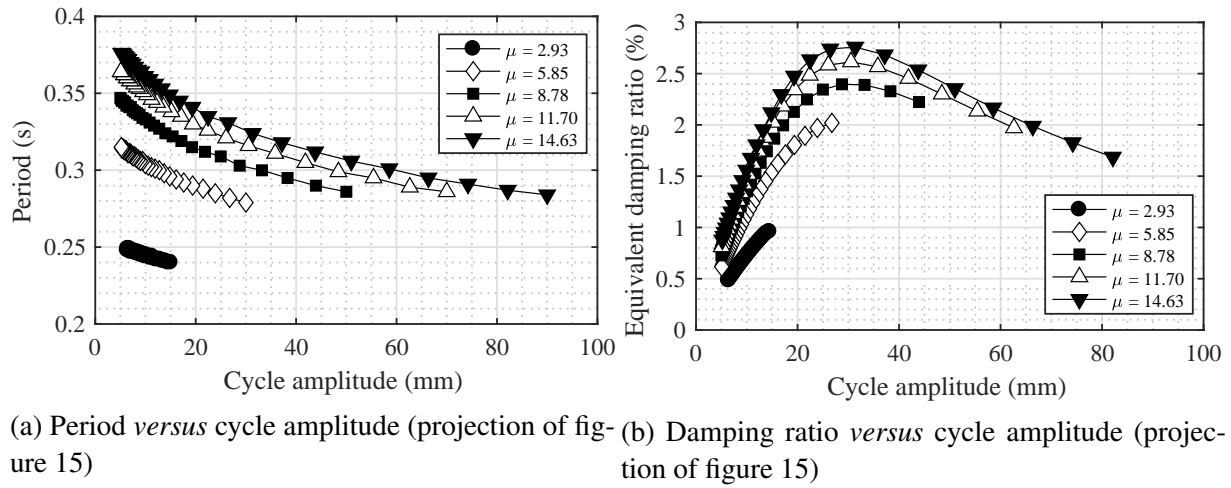 0.4
0.35
0.3
0.25
0.2
0
20
40
60
80
100
Period (s)
Cycle amplitude (mm)
μ = 2.93
μ = 5.85
μ = 8.78
μ = 11.70
μ = 14.63
(a) Period versus cycle amplitude (projection of fig-
ure 15)
3
2.5
2
1.5
1
0.5
0
0
20
40
60
80
100
Equivalent damping ratio (%)
Cycle amplitude (mm)
μ = 2.93
μ = 5.85
μ = 8.78
μ = 11.70
μ = 14.63
(b) Damping ratio versus cycle amplitude (projec-
tion of figure 15)